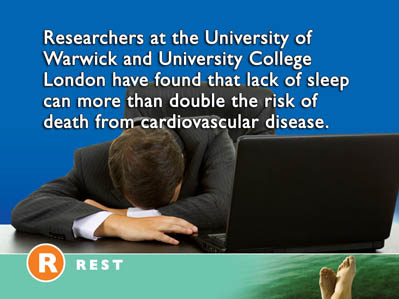 Researchers at the University of
Warwick and University College
London have found that lack of sleep
can more than double the risk of
death from cardiovascular disease.
R REST